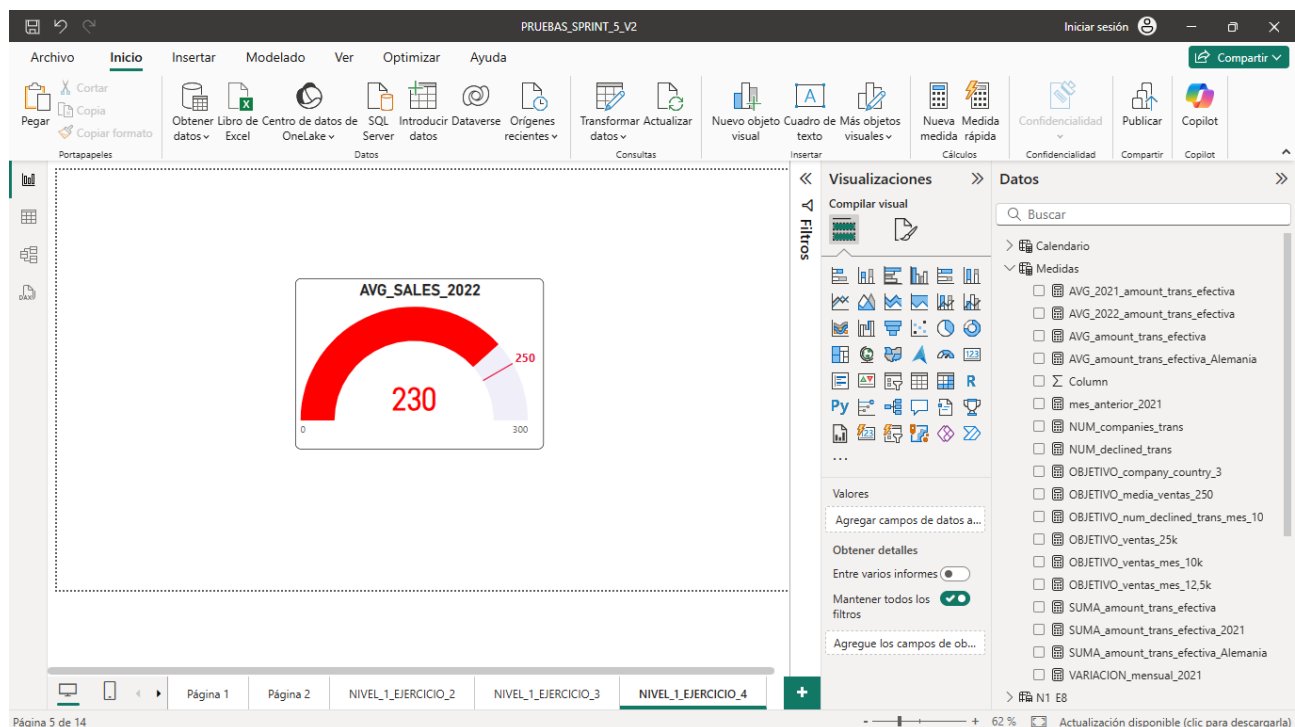 PRUEBAS_SPRINT_5_V2
Iniciar sesión
Archivo Inicio Insertar Modelado Ver Optimizar Ayuda
Compartir
Pegar
Cortar
Copia
Copiar formato
Portapapeles
Obtener datos
Libro de Excel
Centro de datos de OneLake
SQL Server
Introducir datos
Dataverse
Orígenes recientes
Datos
Transformar datos
Actualizar
Consultas
Nuevo objeto visual
Cuadro de texto
Más objetos visuales
Insertar
Nueva medida
Medida rápida
Cálculos
Confidencialidad
Confidencialidad
Publicar
Compartir
Copilot
Copilot
AVG_SALES_2022
250
230
0
300
Filtros
Visualizaciones
Compilar visual
123
R
Py
123
...
Valores
Agregar campos de datos a...
Obtener detalles
Entre varios informes
Mantener todos los
filtros
Agregue los campos de ob...
Datos
Buscar
Calendario
Medidas
AVG_2021_amount_trans_efectiva
AVG_2022_amount_trans_efectiva
AVG_amount_trans_efectiva
AVG_amount_trans_efectiva_Alemania
Column
mes_anterior_2021
NUM_companies_trans
NUM_declined_trans
OBJETIVO_company_country_3
OBJETIVO_media_ventas_250
OBJETIVO_num_declined_trans_mes_10
OBJETIVO_ventas_25k
OBJETIVO_ventas_mes_10k
OBJETIVO_ventas_mes_12,5k
SUMA_amount_trans_efectiva
SUMA_amount_trans_efectiva_2021
SUMA_amount_trans_efectiva_Alemania
VARIACION_mensual_2021
N1 E8
Página 1 Página 2 NIVEL_1_EJERCICIO_2 NIVEL_1_EJERCICIO_3 NIVEL_1_EJERCICIO_4
Página 5 de 14
62 %
Actualización disponible (clic para descargarla)